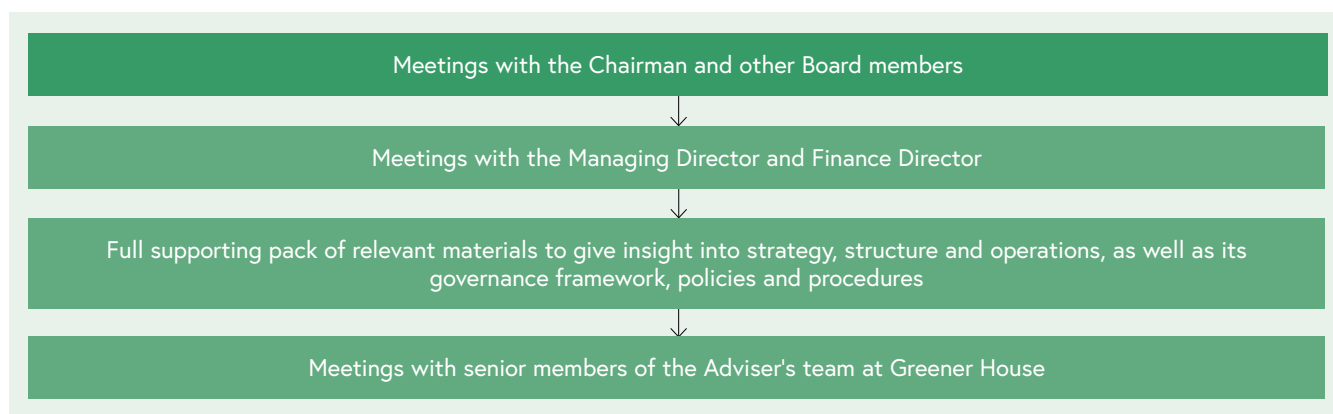 Meetings with the Chairman and other Board members
Meetings with the Managing Director and Finance Director
Full supporting pack of relevant materials to give insight into strategy, structure and operations, as well as its
governance framework, policies and procedures
Meetings with senior members of the Adviser's team at Greener House